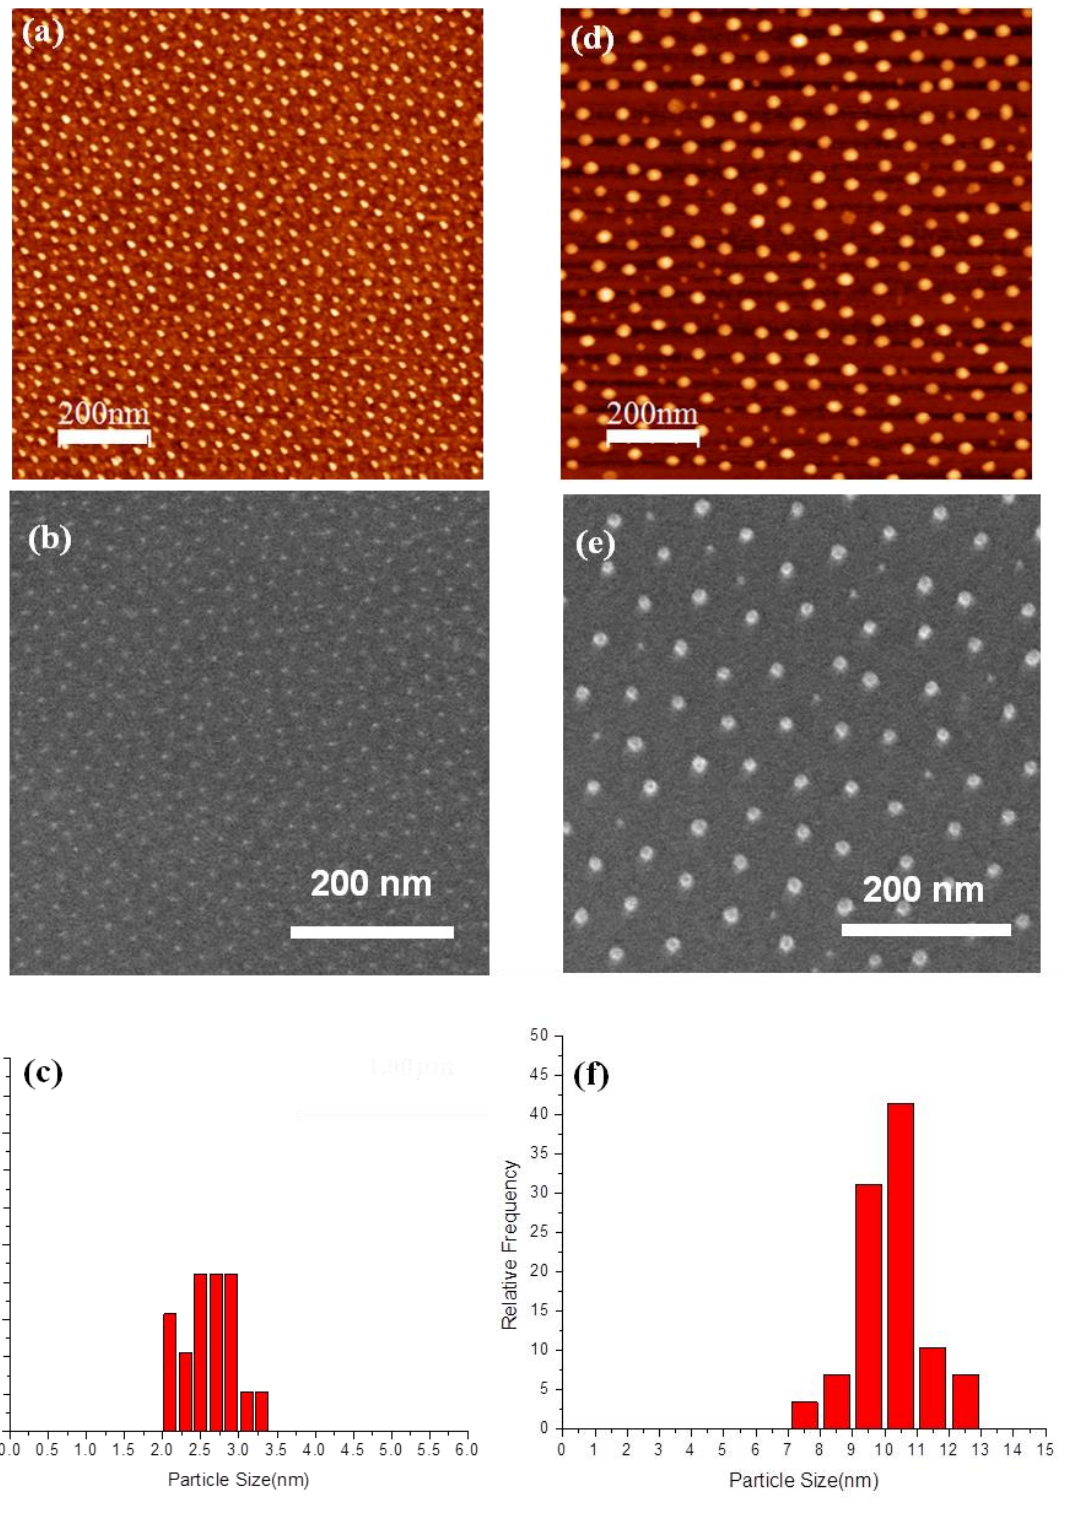 (a)
200nm
(d)
200nm
(b)
200 nm
(e)
200 nm
(c)
0.0 0.5 1.0 1.5 2.0 2.5 3.0 3.5 4.0 4.5 5.0 5.5 6.0
Particle Size(nm)
(f)
Relative Frequency
50
45
40
35
30
25
20
15
10
5
0
0 1 2 3 4 5 6 7 8 9 10 11 12 13 14 15
Particle Size(nm)